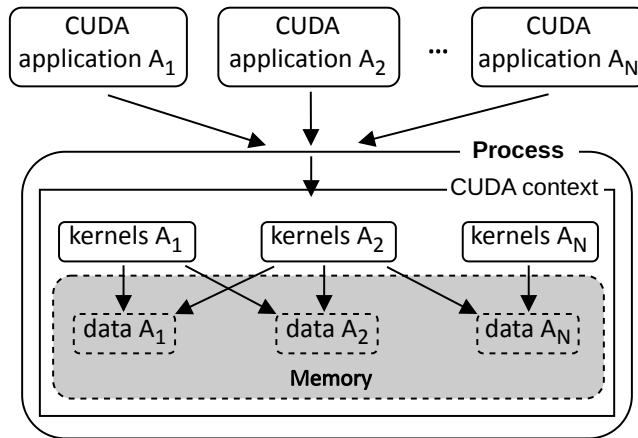 CUDA
application A1
CUDA
application A2
...
CUDA
application AN
Process
CUDA context
kernels A1
kernels A2
kernels AN
data A1
data A2
data AN
Memory